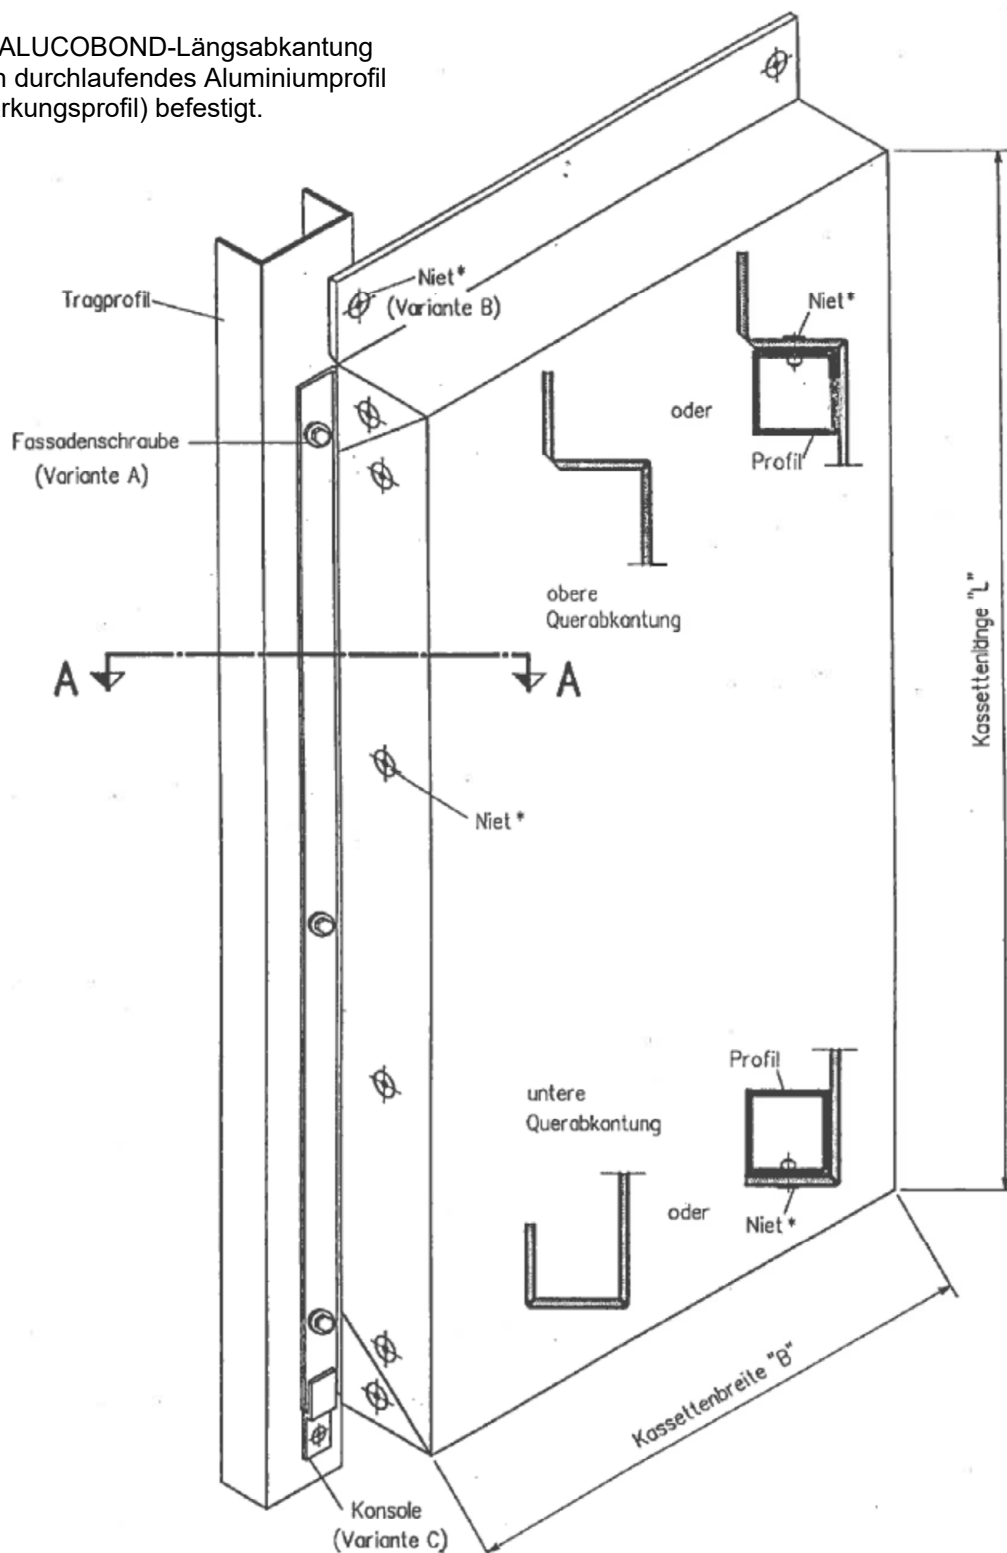 ALUCOBOND-Längsabkantung
durchlaufendes Aluminiumprofil
rkungsprofil) befestigt.
Niet*
(Variante B)
Tragprofil
Niet*
oder
Profil
Fassadenschraube
(Variante A)
obere
Querabkantung
Kassettenlänge "L"
A
A
Niet*
Profil
untere
Querabkantung
oder
Niet*
Kassettenbreite "B"
Konsole
(Variante C)